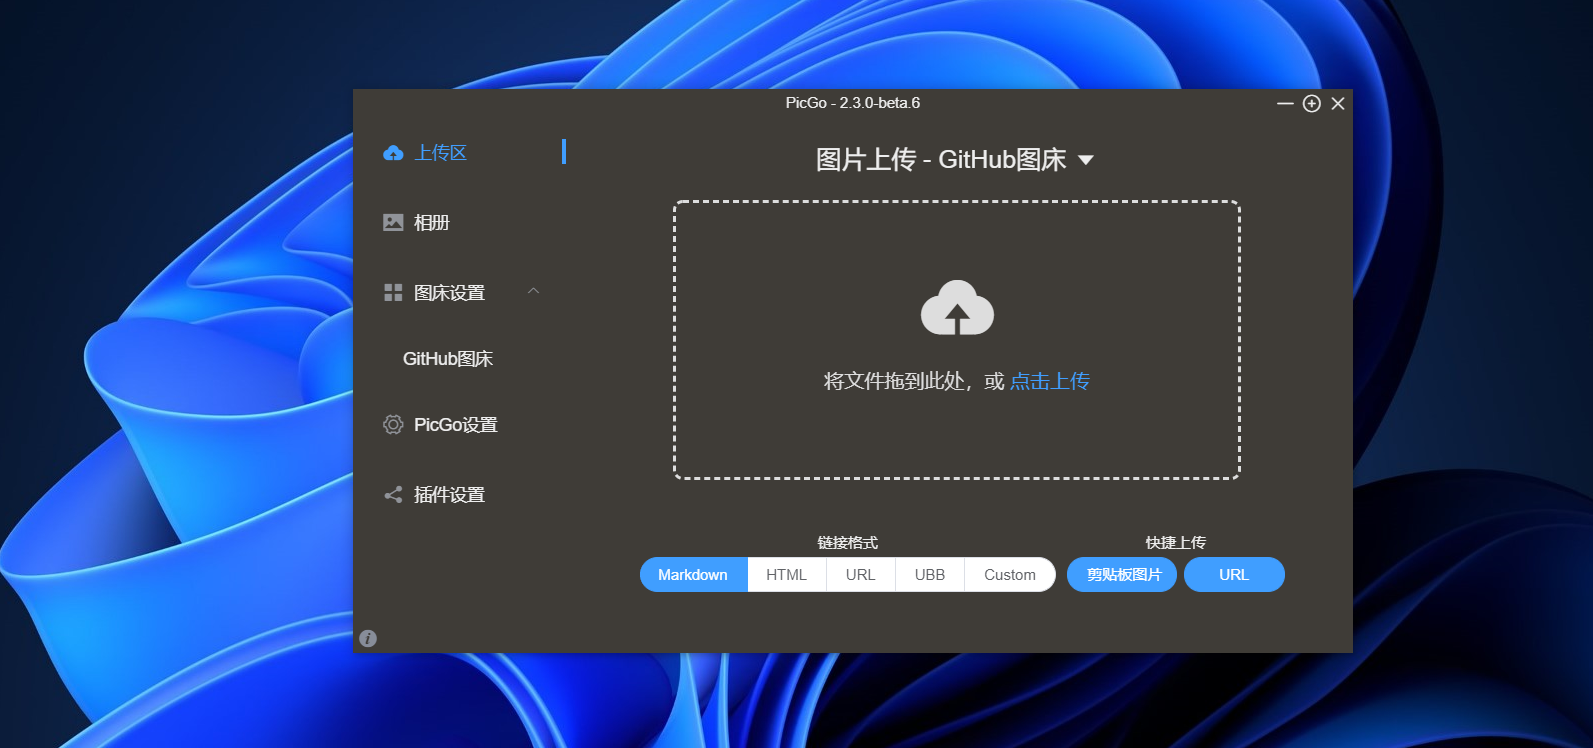 PicGo - 2.3.0-beta.6
上传区
相册
图床设置
GitHub图床
PicGo设置
插件设置
图片上传 - GitHub图床
将文件拖到此处，或 点击上传
链接格式
Markdown HTML URL UBB Custom
快捷上传
剪贴板图片 URL